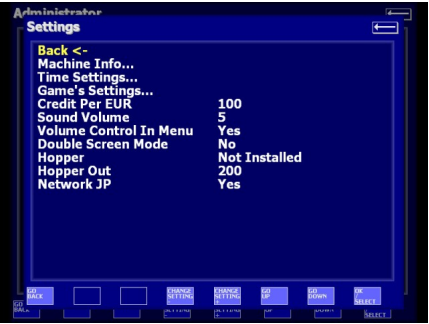 Administrator
Settings
Back <-
Machine Info...
Time Settings...
Game's Settings...
Credit Per EUR 100
Sound Volume 5
Volume Control In Menu Yes
Double Screen Mode No
Hopper Not Installed
Hopper Out 200
Network JP Yes
GO BACK
CHANGE SETTING -
CHANGE SETTING +
GO UP
GO DOWN
OK / SELECT